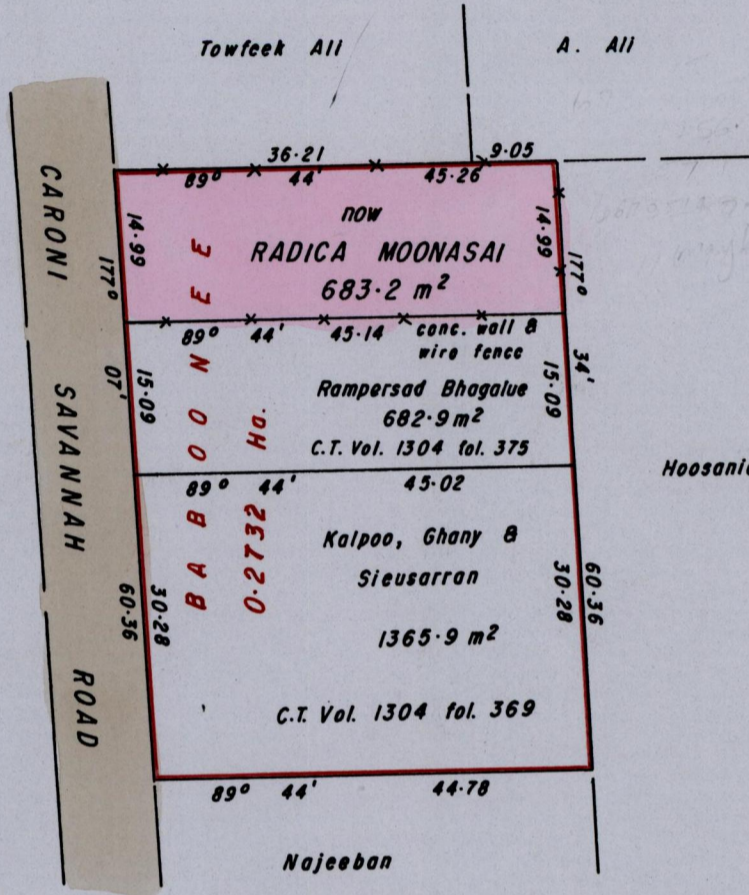 Towfeek Ali
A. Ali
36·21
9·05
89° 44' 45·26
CARONI SAVANNAH ROAD
14·99
177° 07'
now
RADICA MOONASAI
683·2 m²
14·99
177° 34'
89° 44' 45·14
conc. wall &
wire fence
15·09
Rampersad Bhagalue
682·9 m²
C.T. Vol. 1304 fol. 375
15·09
BABOONEEE
0·2732 Ha.
Hoosanie
89° 44' 45·02
Kalpoo, Ghany &
Sieusarran
1365·9 m²
C.T. Vol. 1304 fol. 369
60·36
30·28
30·28
60·36
89° 44' 44·78
Najeeban